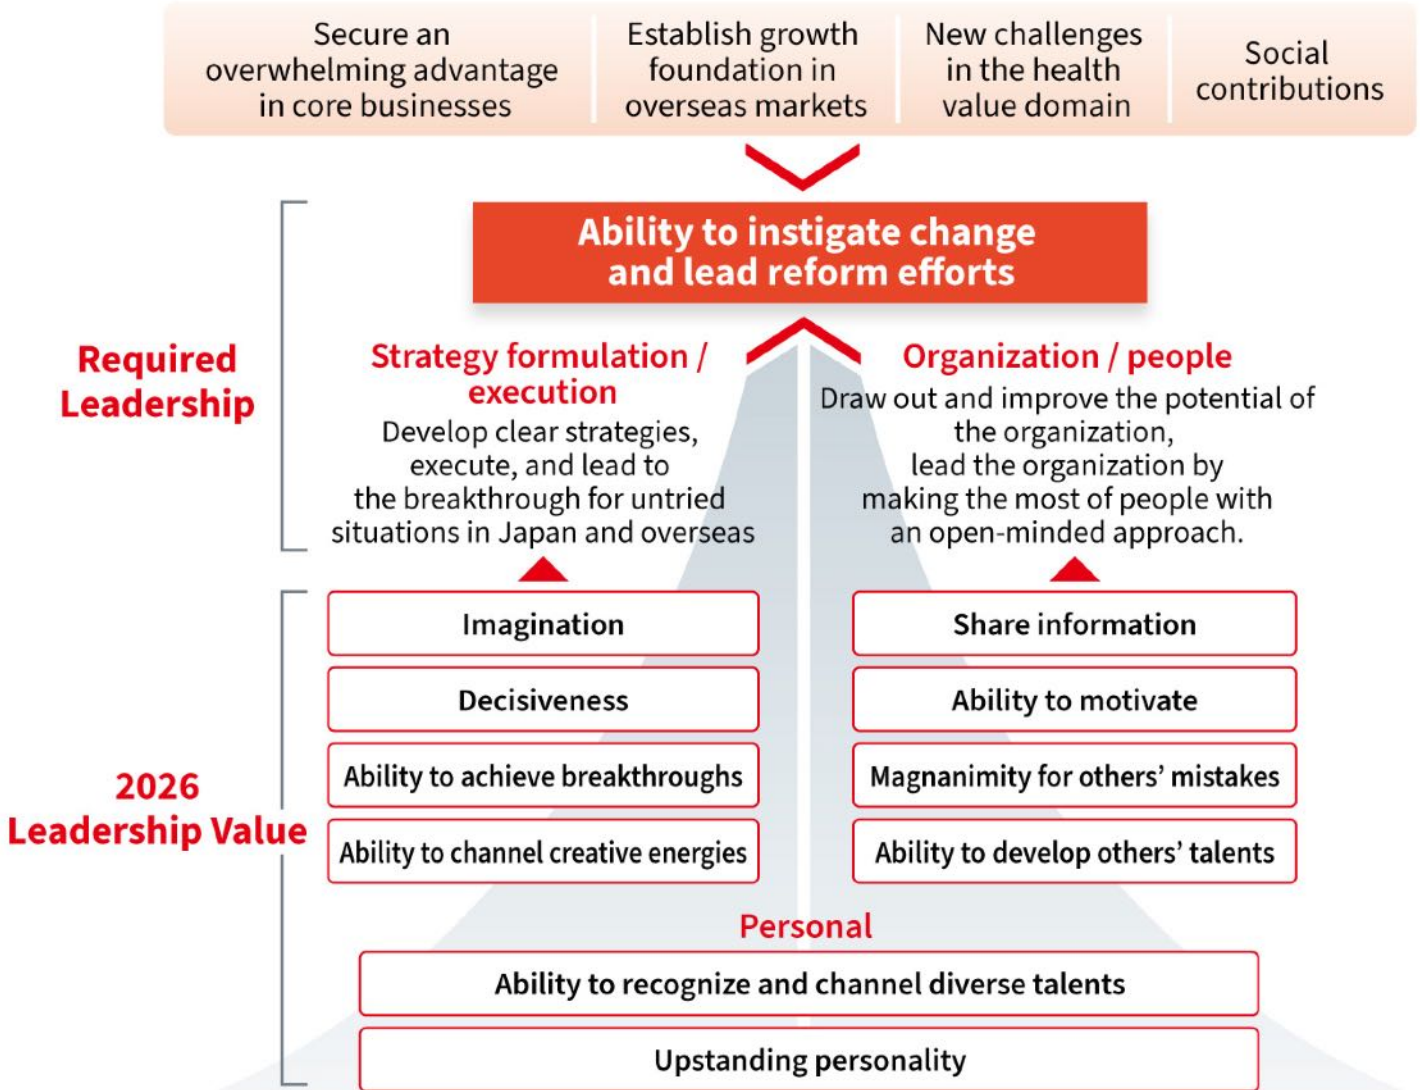 Secure an
overwhelming advantage
in core businesses
Establish growth
foundation in
overseas markets
New challenges
in the health
value domain
Social
contributions
Ability to instigate change
and lead reform efforts
Required
Leadership
Strategy formulation /
execution
Develop clear strategies,
execute, and lead to
the breakthrough for untried
situations in Japan and overseas
Organization / people
Draw out and improve the potential of
the organization,
lead the organization by
making the most of people with
an open-minded approach.
2026
Leadership Value
Imagination
Decisiveness
Ability to achieve breakthroughs
Ability to channel creative energies
Share information
Ability to motivate
Magnanimity for others’ mistakes
Ability to develop others’ talents
Personal
Ability to recognize and channel diverse talents
Upstanding personality